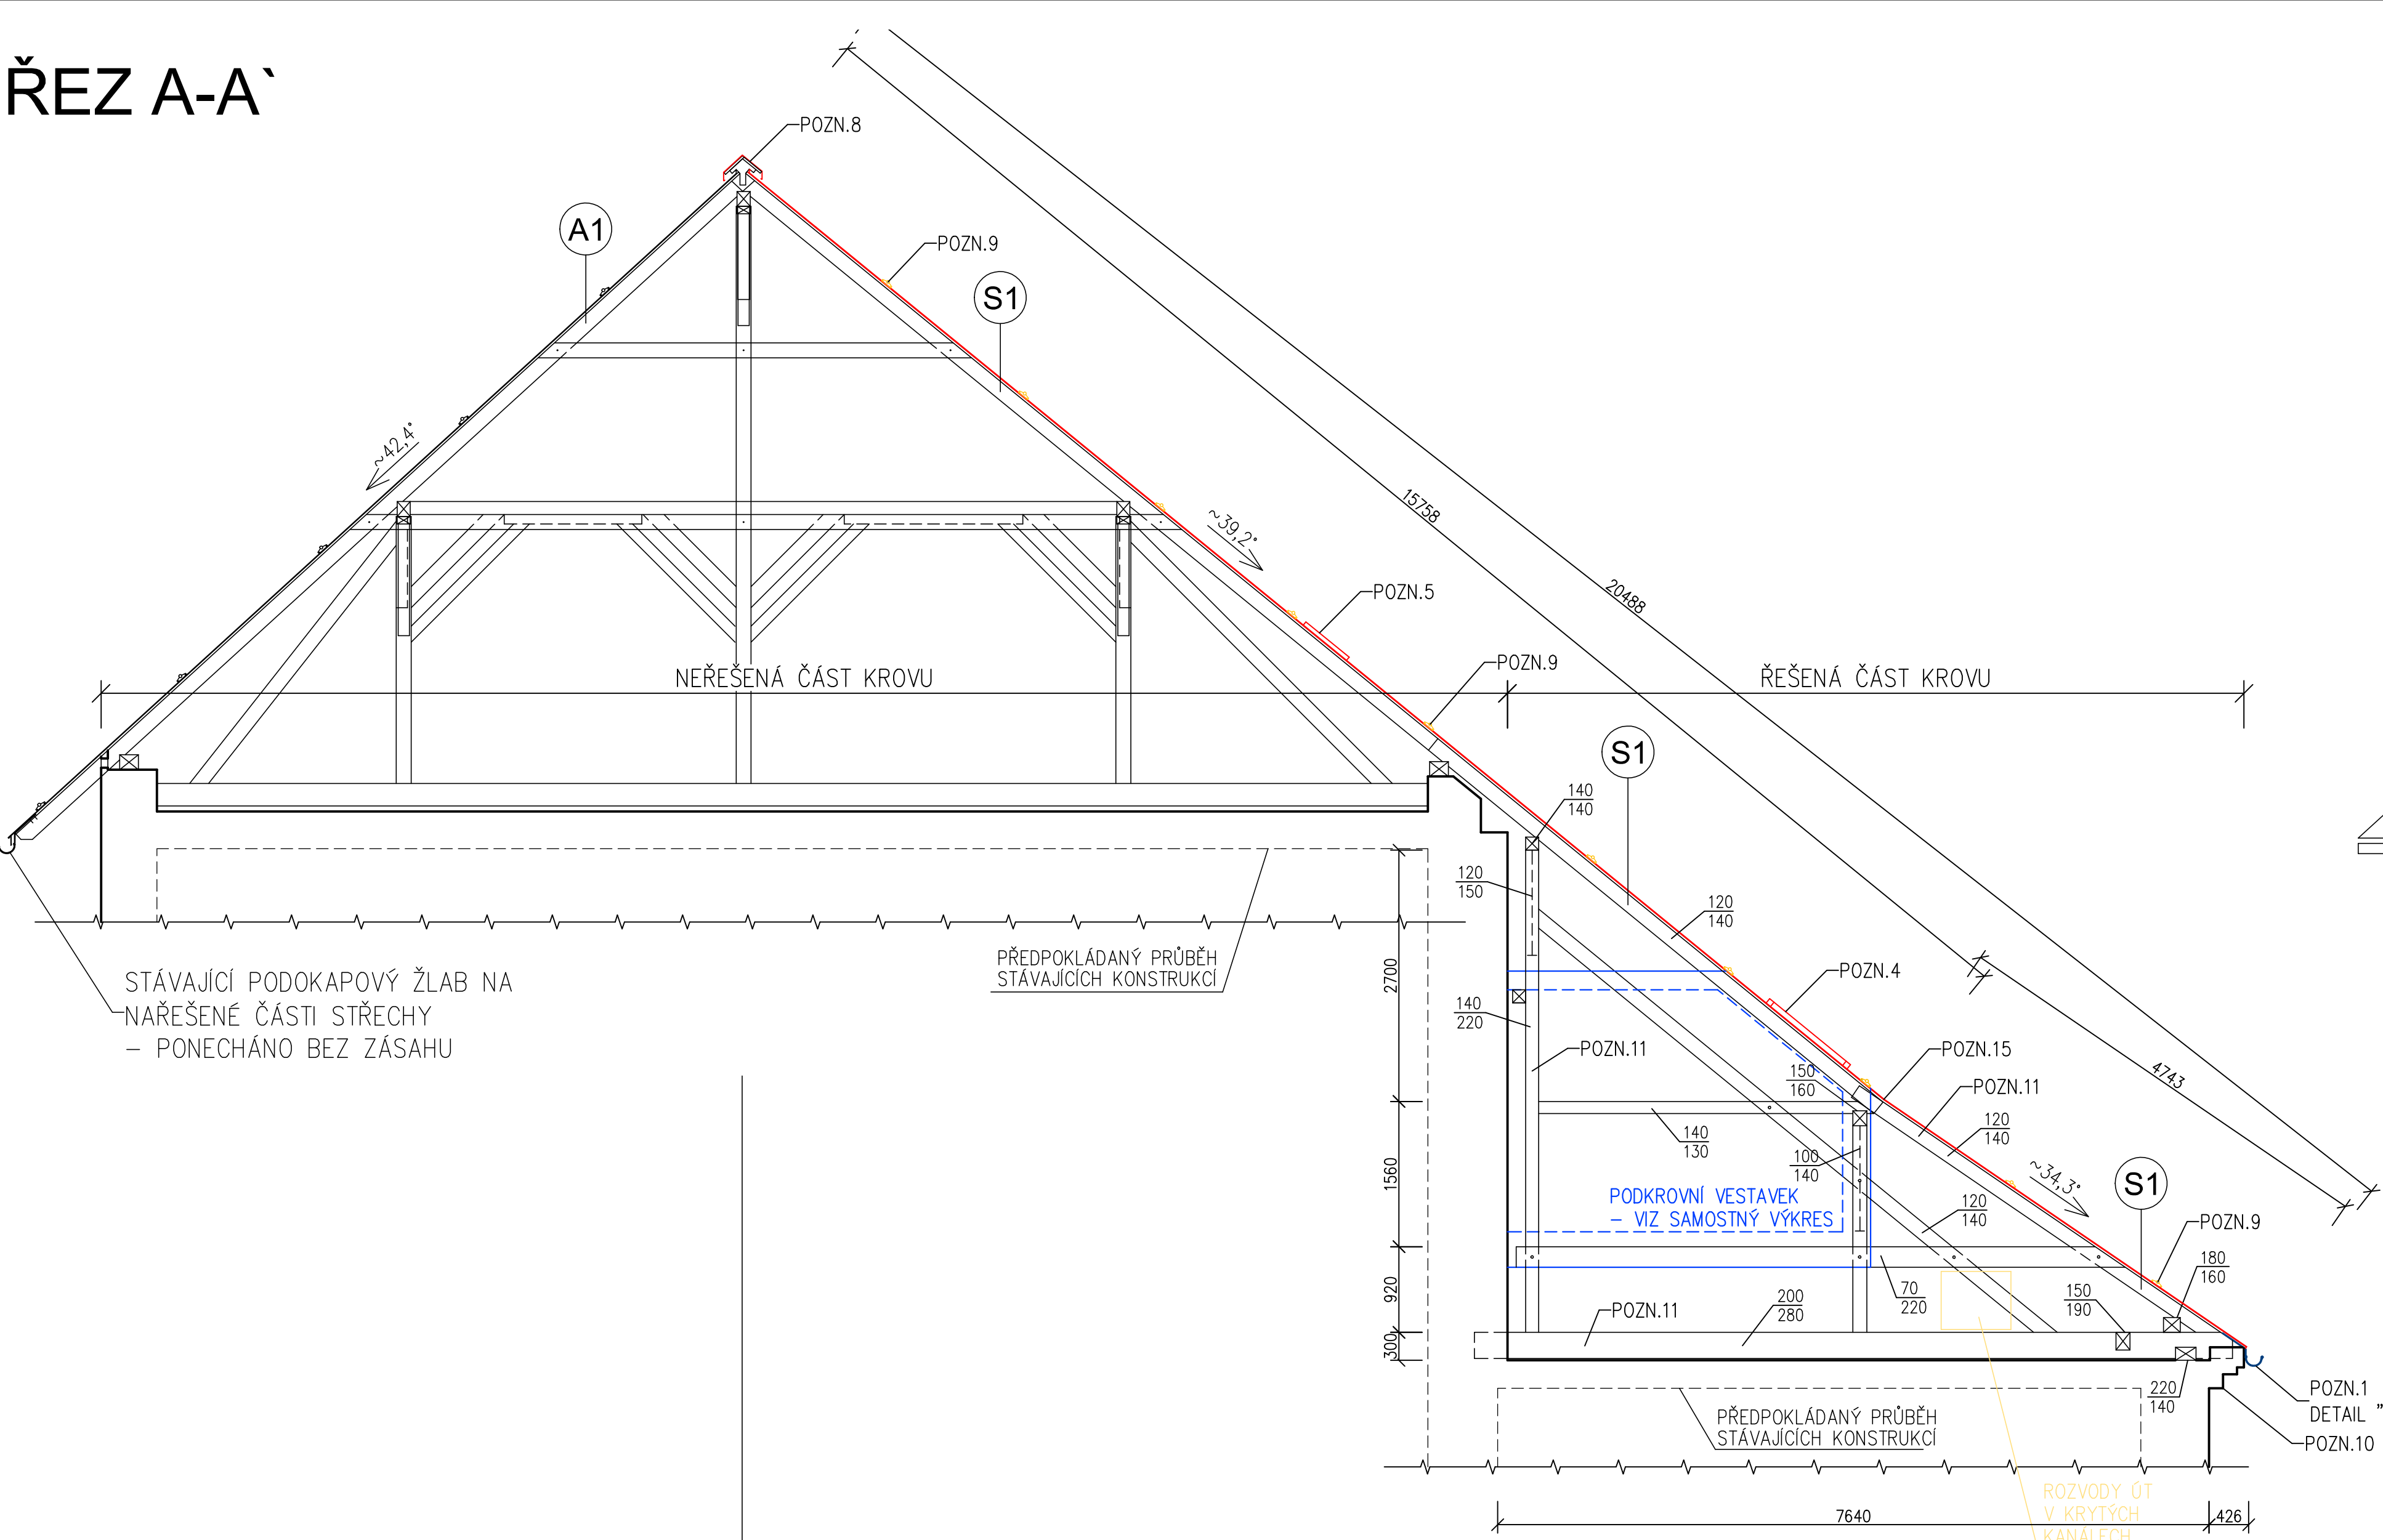 ŘEZ A-A`
POZN.8
A1
POZN.9
S1
~42,4°
~39,2°
15758
20488
POZN.5
POZN.9
NEŘEŠENÁ ČÁST KROVU
ŘEŠENÁ ČÁST KROVU
S1
140
140
120
150
120
140
PŘEDPOKLÁDANÝ PRŮBĚH
STÁVAJÍCÍCH KONSTRUKCÍ
STÁVAJÍCÍ PODOKAPOVÝ ŽLAB NA
NAŘEŠENÉ ČÁSTI STŘECHY
– PONECHÁNO BEZ ZÁSAHU
2700
POZN.4
140
220
POZN.11
POZN.15
150
160
POZN.11
4743
120
140
140
130
100
140
1560
~34,3°
S1
PODKROVNÍ VESTAVEK
– VIZ SAMOSTNÝ VÝKRES
120
140
POZN.9
180
160
920
70
220
150
190
POZN.11
200
280
300
220
140
POZN.1
DETAIL "
POZN.10
PŘEDPOKLÁDANÝ PRŮBĚH
STÁVAJÍCÍCH KONSTRUKCÍ
ROZVODY ÚT
V KRYTÝCH
KANÁLECH
7640
426